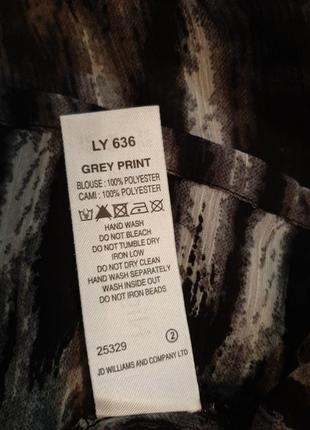 LY 636
GREY PRINT
BLOUSE : 100% POLYESTER
CAMI : 100% POLYESTER
HAND WASH
DO NOT BLEACH
DO NOT TUMBLE DRY
IRON LOW
DO NOT DRY CLEAN
HAND WASH SEPARATELY
WASH INSIDE OUT
DO NOT IRON BEADS
25329 2
JD WILLIAMS AND COMPANY LTD